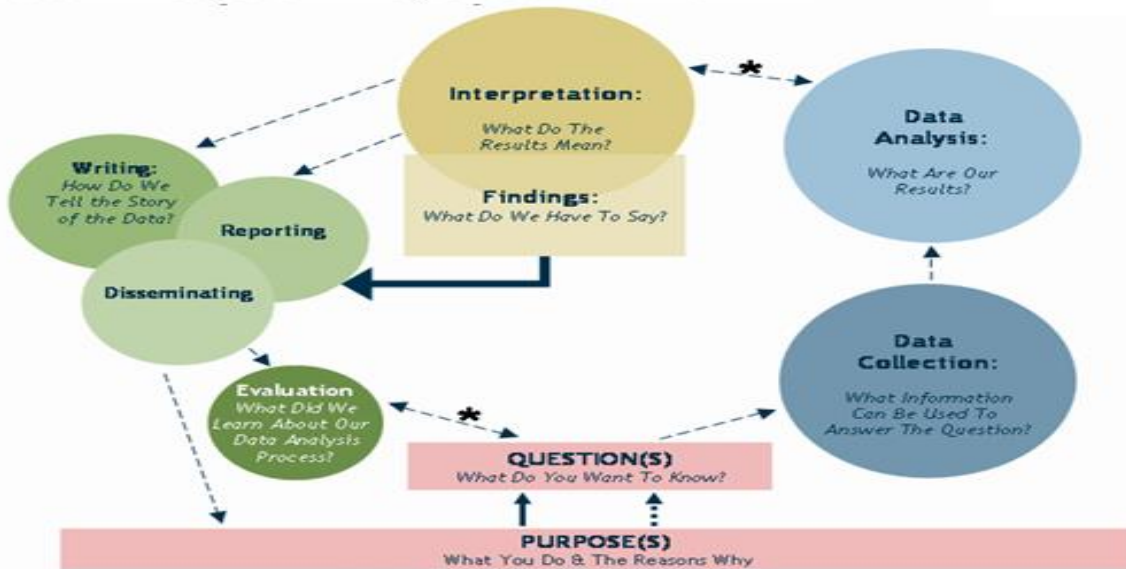 Interpretation:
What Do The
Results Mean?
Findings:
What Do We Have To Say?
Data
Analysis:
What Are Our
Results?
Writing:
How Do We
Tell the Story
of the Data?
Reporting
Disseminating
Data
Collection:
What Information
Can Be Used To
Answer The Question?
Evaluation
What Did We
Learn About Our
Data Analysis
Process?
*
*
QUESTION(S)
What Do You Want To Know?
PURPOSE(S)
What You Do & The Reasons Why